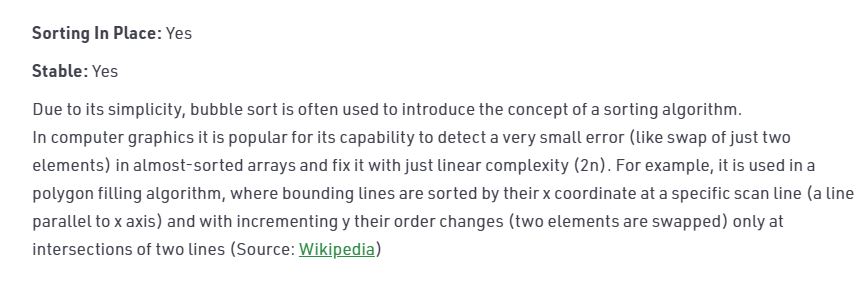 Sorting In Place: Yes
Stable: Yes
Due to its simplicity, bubble sort is often used to introduce the concept of a sorting algorithm.
In computer graphics it is popular for its capability to detect a very small error (like swap of just two
elements) in almost-sorted arrays and fix it with just linear complexity (2n). For example, it is used in a
polygon filling algorithm, where bounding lines are sorted by their x coordinate at a specific scan line (a line
parallel to x axis) and with incrementing y their order changes (two elements are swapped) only at
intersections of two lines (Source: Wikipedia)